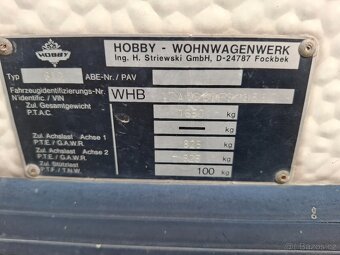 HOBBY
HOBBY - WOHNWAGENWERK
Ing. H. Striewski GmbH, D-24787 Fockbek
Typ
ABE-Nr./ PAV
Fahrzeugidentifizierungs-Nr.
N°identific / VIN
WHB
Zul. Gesamtgewicht
P.T.A.C.
kg
kg
Zul. Achslast Achse 1
P.T.E / G.A.W.R.
kg
Zul. Achslast Achse 2
P.T.E / G.A.W.R.
kg
Zul. Stützlast
P.T.F / T.N.W.
100 kg